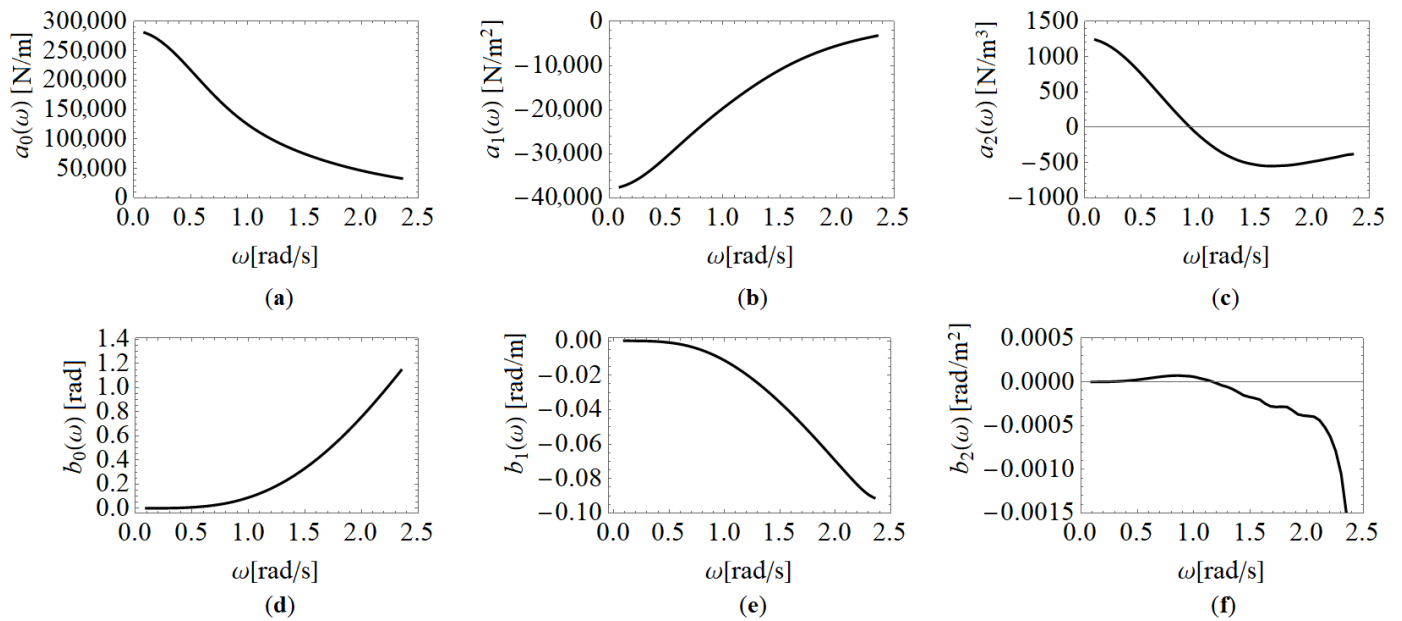 a₀(ω) [N/m]
300,000
250,000
200,000
150,000
100,000
50,000
0
0.0 0.5 1.0 1.5 2.0 2.5
ω[rad/s]
(a)
a₁(ω) [N/m²]
0
−10,000
−20,000
−30,000
−40,000
0.0 0.5 1.0 1.5 2.0 2.5
ω[rad/s]
(b)
a₂(ω) [N/m³]
1500
1000
500
0
−500
−1000
0.0 0.5 1.0 1.5 2.0 2.5
ω[rad/s]
(c)
b₀(ω) [rad]
1.4
1.2
1.0
0.8
0.6
0.4
0.2
0.0
0.0 0.5 1.0 1.5 2.0 2.5
ω[rad/s]
(d)
b₁(ω) [rad/m]
0.00
−0.02
−0.04
−0.06
−0.08
−0.10
0.0 0.5 1.0 1.5 2.0 2.5
ω[rad/s]
(e)
b₂(ω) [rad/m²]
0.0005
0.0000
−0.0005
−0.0010
−0.0015
0.0 0.5 1.0 1.5 2.0 2.5
ω[rad/s]
(f)